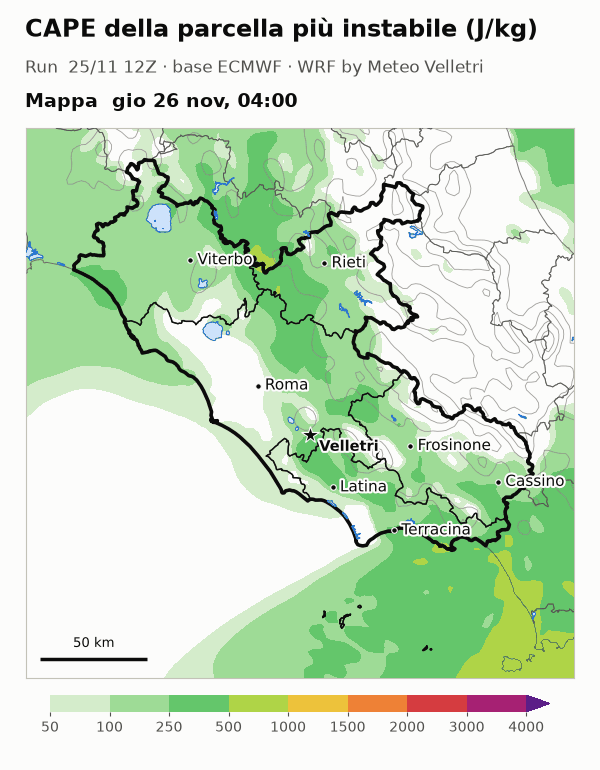 CAPE della parcella più instabile (J/kg)
Run  25/11 12Z · base ECMWF · WRF by Meteo Velletri
Mappa  gio 26 nov, 04:00
Viterbo
Rieti
Roma
Velletri
Frosinone
Cassino
Latina
Terracina
50 km
50 100 250 500 1000 1500 2000 3000 4000